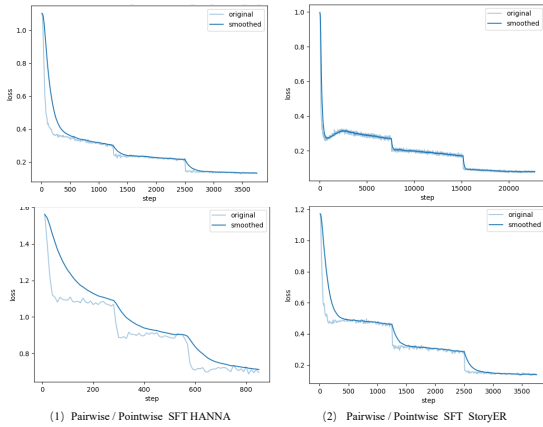 original
smoothed
1.0
0.8
0.6
0.4
0.2
loss
0 500 1000 1500 2000 2500 3000 3500
step
original
smoothed
1.0
0.8
0.6
0.4
0.2
loss
0 5000 10000 15000 20000
step
original
smoothed
1.6
1.4
1.2
1.0
0.8
loss
0 200 400 600 800
step
original
smoothed
1.2
1.0
0.8
0.6
0.4
0.2
loss
0 500 1000 1500 2000 2500 3000 3500
step
(1) Pairwise / Pointwise SFT HANNA
(2) Pairwise / Pointwise SFT StoryER